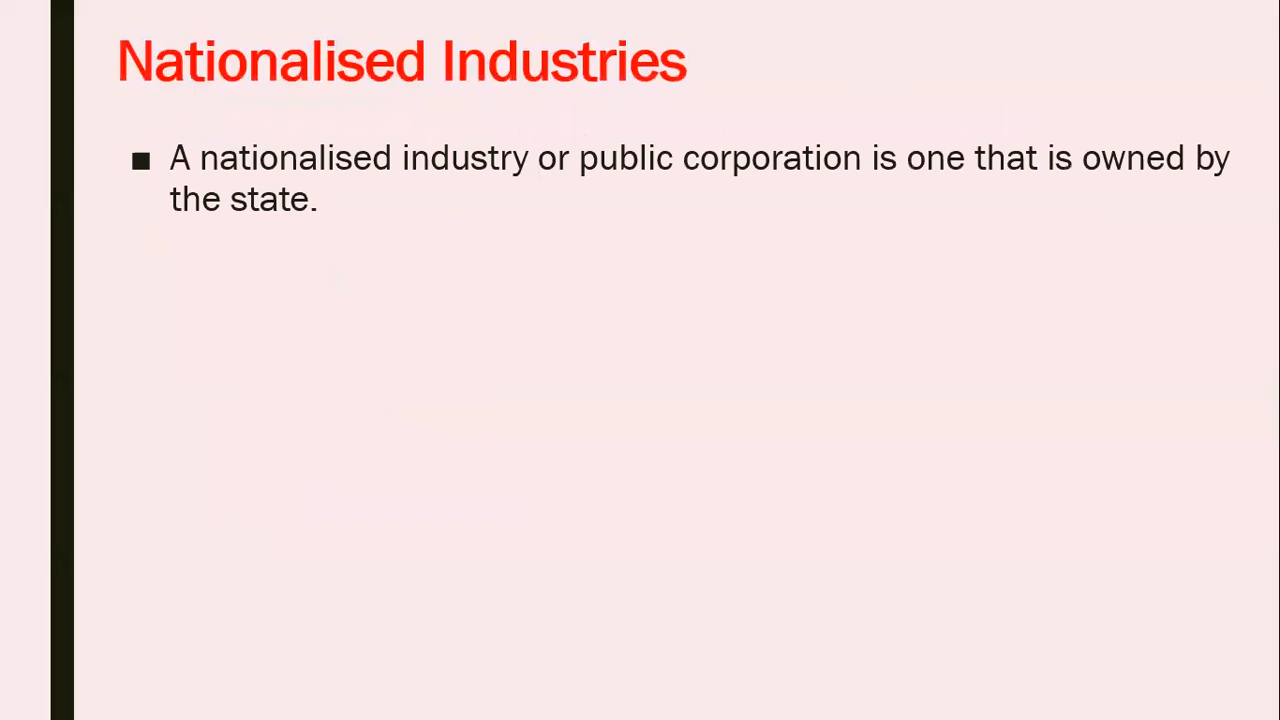 Nationalised Industries
■ A nationalised industry or public corporation is one that is owned by
the state.